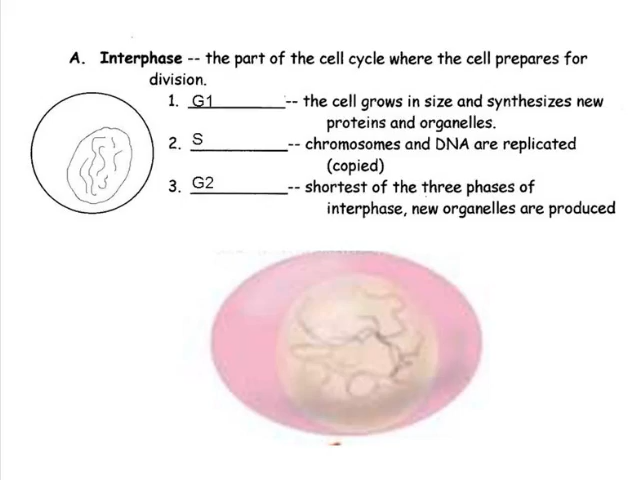 A. Interphase -- the part of the cell cycle where the cell prepares for
division.
1. G1 -- the cell grows in size and synthesizes new
proteins and organelles.
2. S -- chromosomes and DNA are replicated
(copied)
3. G2 -- shortest of the three phases of
interphase, new organelles are produced